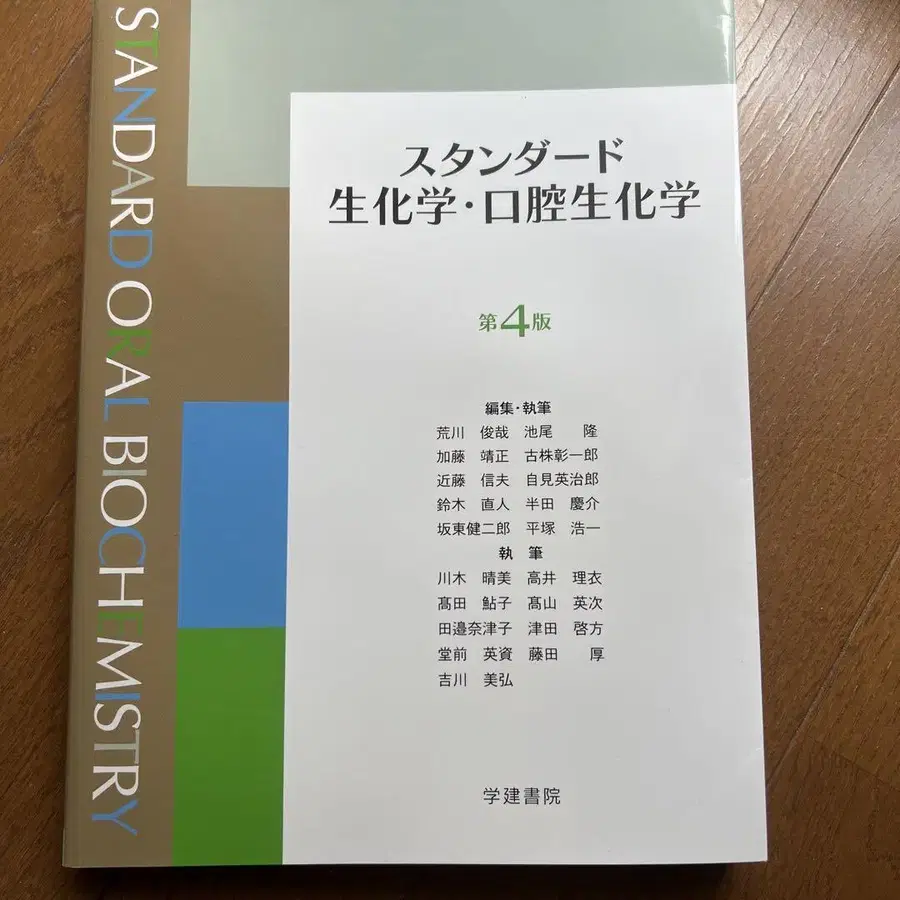 STANDARD ORAL BIOCHEMISTRY
スタンダード
生化学・口腔生化学
第4版
編集・執筆
荒川　俊哉　池尾　　隆
加藤　靖正　古株彰一郎
近藤　信夫　自見英治郎
鈴木　直人　半田　慶介
坂東健二郎　平塚　浩一
執　筆
川木　晴美　高井　理衣
髙田　鮎子　髙山　英次
田邉奈津子　津田　啓方
堂前　英資　藤田　　厚
吉川　美弘
学建書院